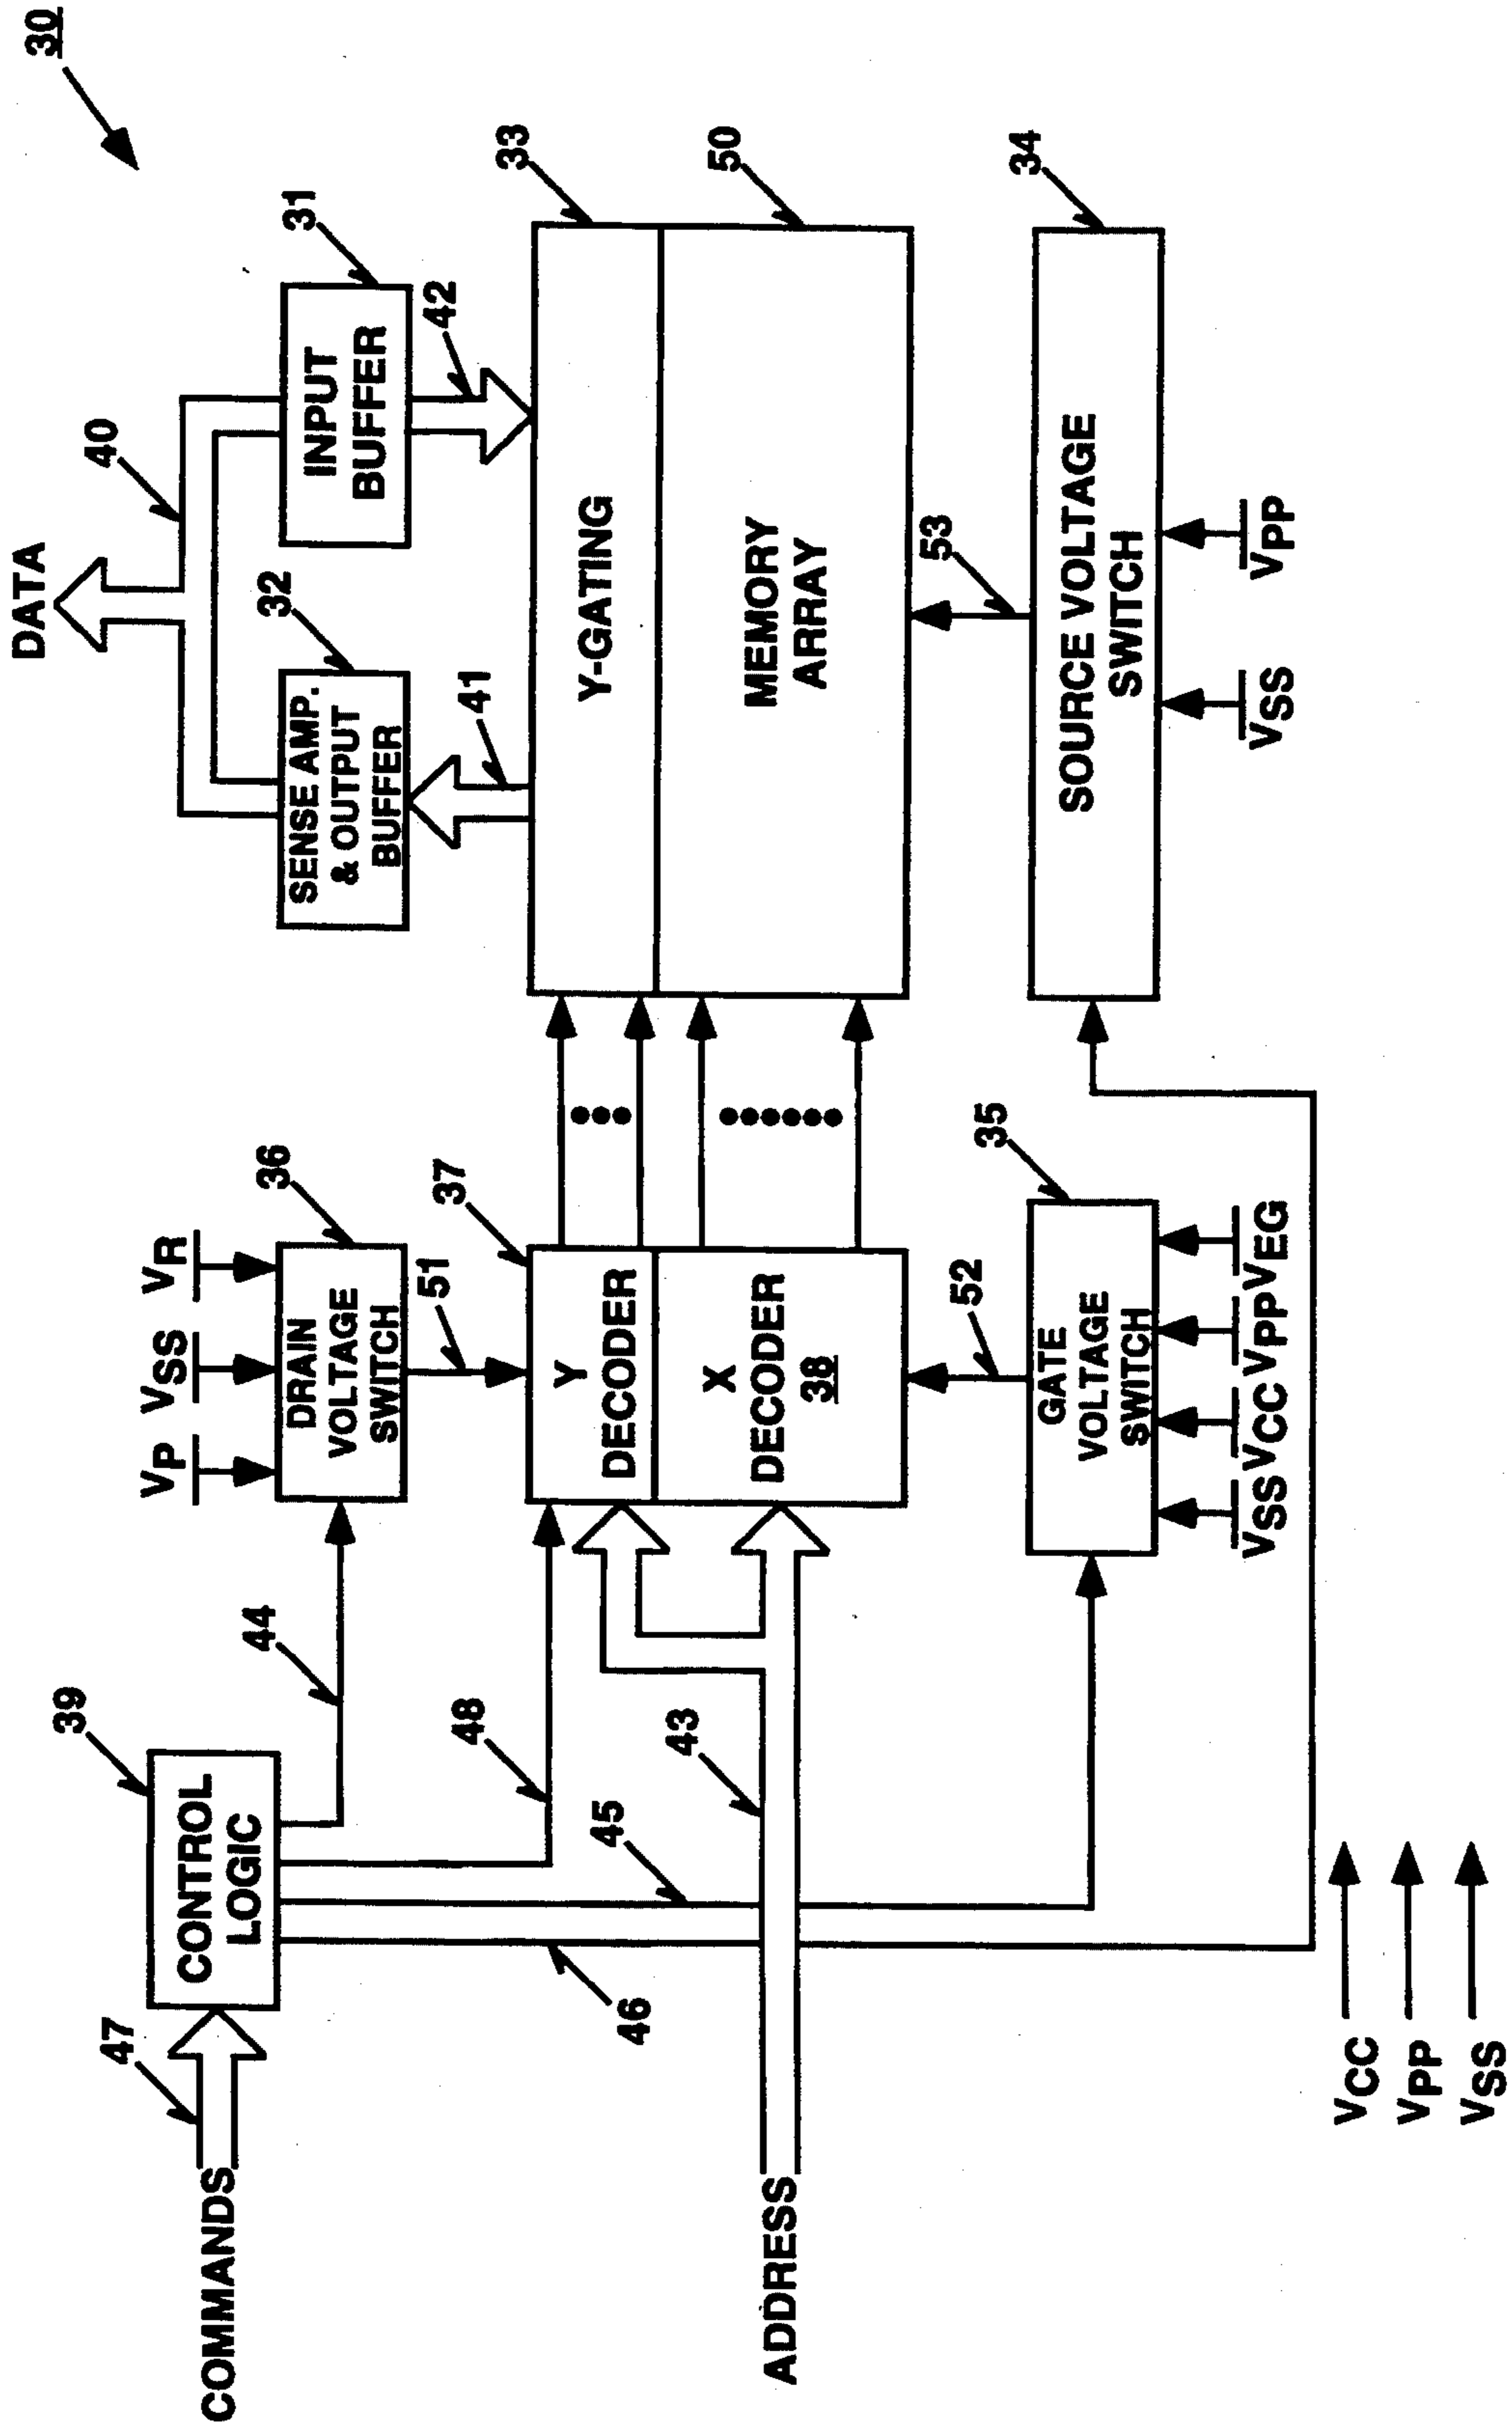 30
DATA
40
31
INPUT
BUFFER
42
32
SENSE AMP.
& OUTPUT
BUFFER
41
33
Y-GATING
50
MEMORY
ARRAY
53
34
SOURCE VOLTAGE
SWITCH
VSS
VPP
VP
VSS
VR
36
DRAIN
VOLTAGE
SWITCH
51
37
Y
DECODER
X
DECODER
38
52
35
GATE
VOLTAGE
SWITCH
VSS
VCC
VPP
VEG
39
CONTROL
LOGIC
44
48
43
45
46
47
COMMANDS
ADDRESS
VCC
VPP
VSS